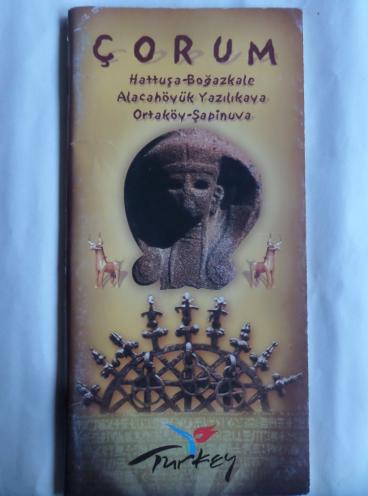 ÇORUM
Hattuşa-Boğazkale
Alacahöyük Yazılıkaya
Ortaköy-Şapinuva
Turkey